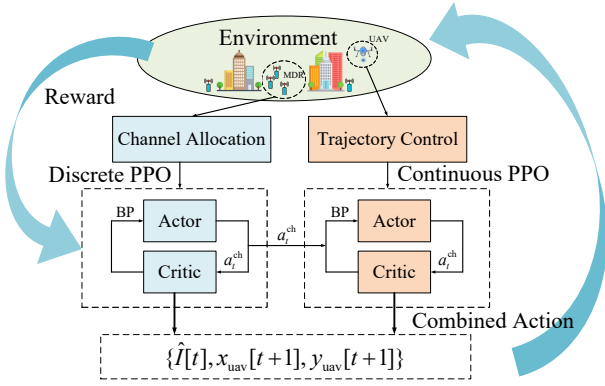 Environment
UAV
MDR
Reward
Channel Allocation
Trajectory Control
Discrete PPO
Continuous PPO
BP
Actor
a_t^ch
Critic
a_t^ch
BP
Actor
Critic
a_t^ch
Combined Action
{Î[t], x_uav[t+1], y_uav[t+1]}